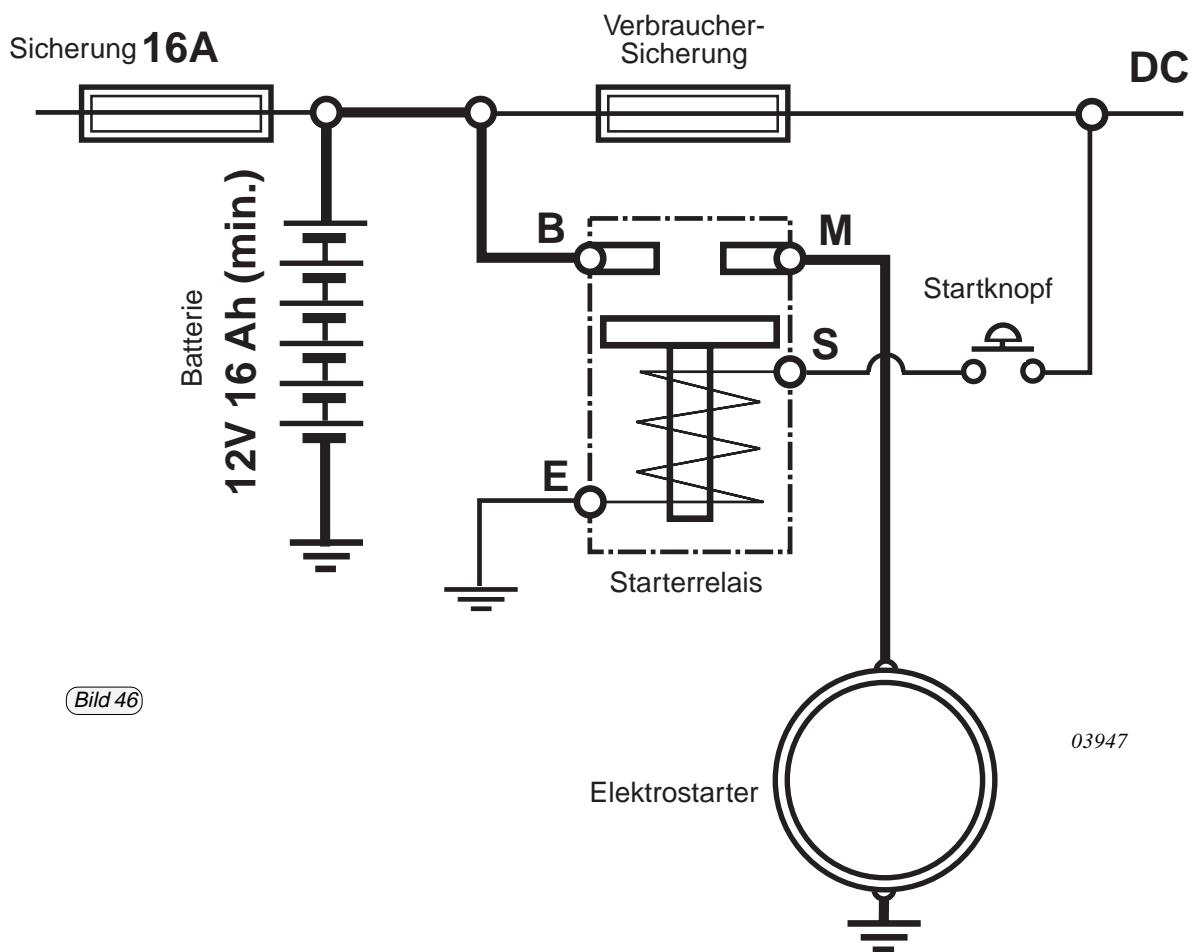 Sicherung 16A
Verbraucher-
Sicherung
DC
Batterie
12V 16 Ah (min.)
B
M
Startknopf
S
E
Starterrelais
Bild 46
03947
Elektrostarter